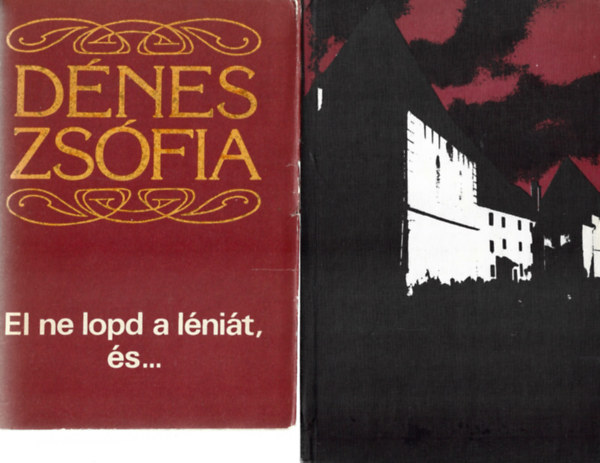 DÉNES
ZSÓFIA
El ne lopd a léniát,
és...